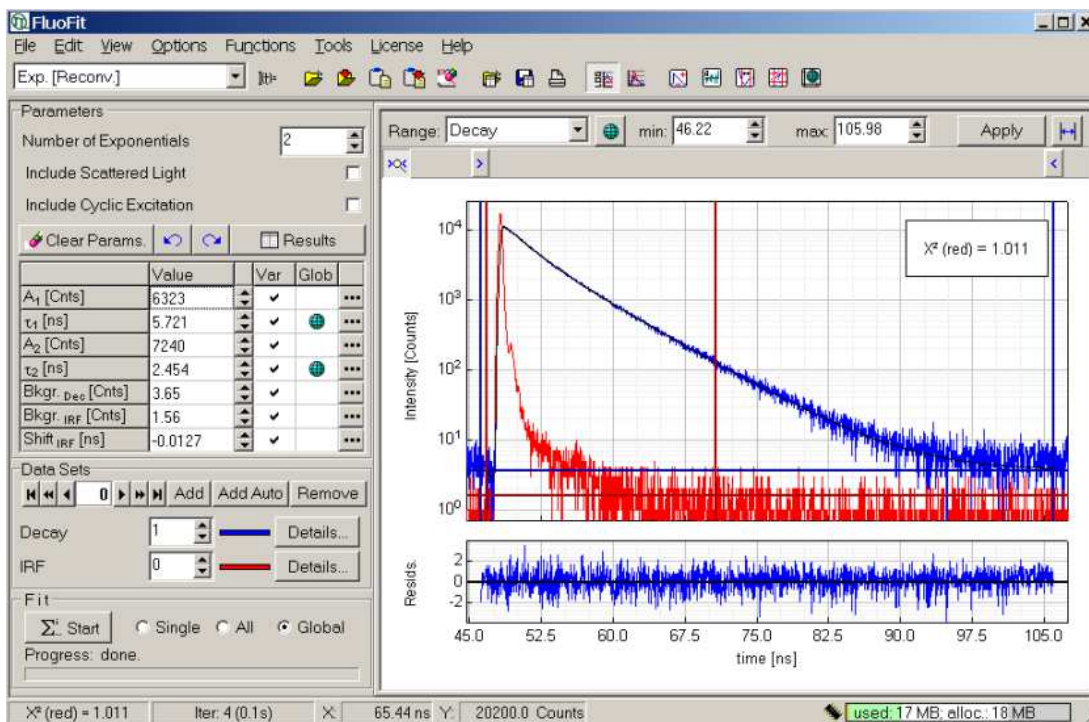 FluoFit
File Edit View Options Functions Tools License Help
Exp. [Reconv.] I(t)=
Parameters
Number of Exponentials 2
Include Scattered Light
Include Cyclic Excitation
Clear Params. Results
Value Var Glob
A1 [Cnts] 6323
τ1 [ns] 5.721
A2 [Cnts] 7240
τ2 [ns] 2.454
Bkgr. Dec [Cnts] 3.65
Bkgr. IRF [Cnts] 1.56
Shift IRF [ns] -0.0127
Data Sets
0 Add Add Auto Remove
Decay 1 Details...
IRF 0 Details...
Fit
Σ Start Single All Global
Progress: done.
Range: Decay min: 46.22 max: 105.98 Apply
X² (red) = 1.011
Intensity [Counts]
10⁴
10³
10²
10¹
10⁰
Resids.
2
0
-2
45.0 52.5 60.0 67.5 75.0 82.5 90.0 97.5 105.0
time [ns]
X² (red) = 1.011 Iter: 4 (0.1s) X: 65.44 ns Y: 20200.0 Counts used: 17 MB; alloc.: 18 MB